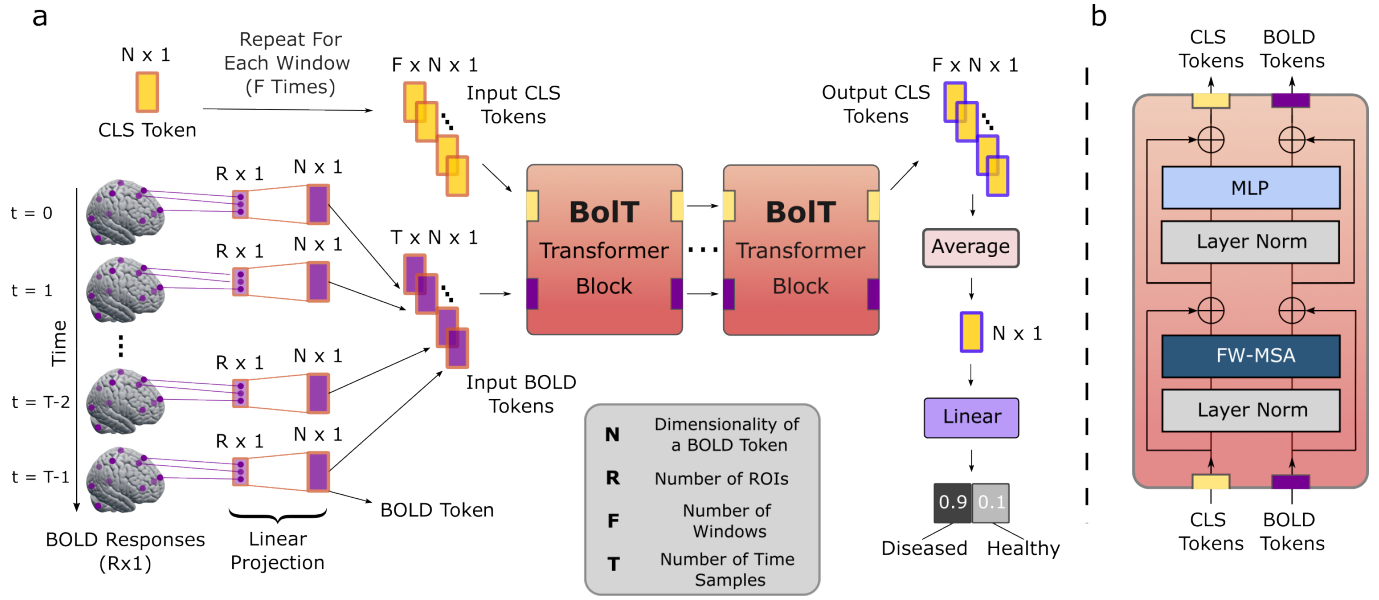 a
N x 1
CLS Token
Repeat For
Each Window
(F Times)
F x N x 1
Input CLS
Tokens
t = 0
t = 1
t = T-2
t = T-1
Time
R x 1
N x 1
R x 1
N x 1
R x 1
N x 1
R x 1
N x 1
BOLD Responses
(Rx1)
Linear
Projection
BOLD Token
T x N x 1
Input BOLD
Tokens
BolT
Transformer
Block
BolT
Transformer
Block
Output CLS
Tokens
F x N x 1
Average
N x 1
Linear
0.9
0.1
Diseased
Healthy
N
Dimensionality of
a BOLD Token
R
Number of ROIs
F
Number of
Windows
T
Number of Time
Samples
b
CLS
Tokens
BOLD
Tokens
MLP
Layer Norm
FW-MSA
Layer Norm
CLS
Tokens
BOLD
Tokens